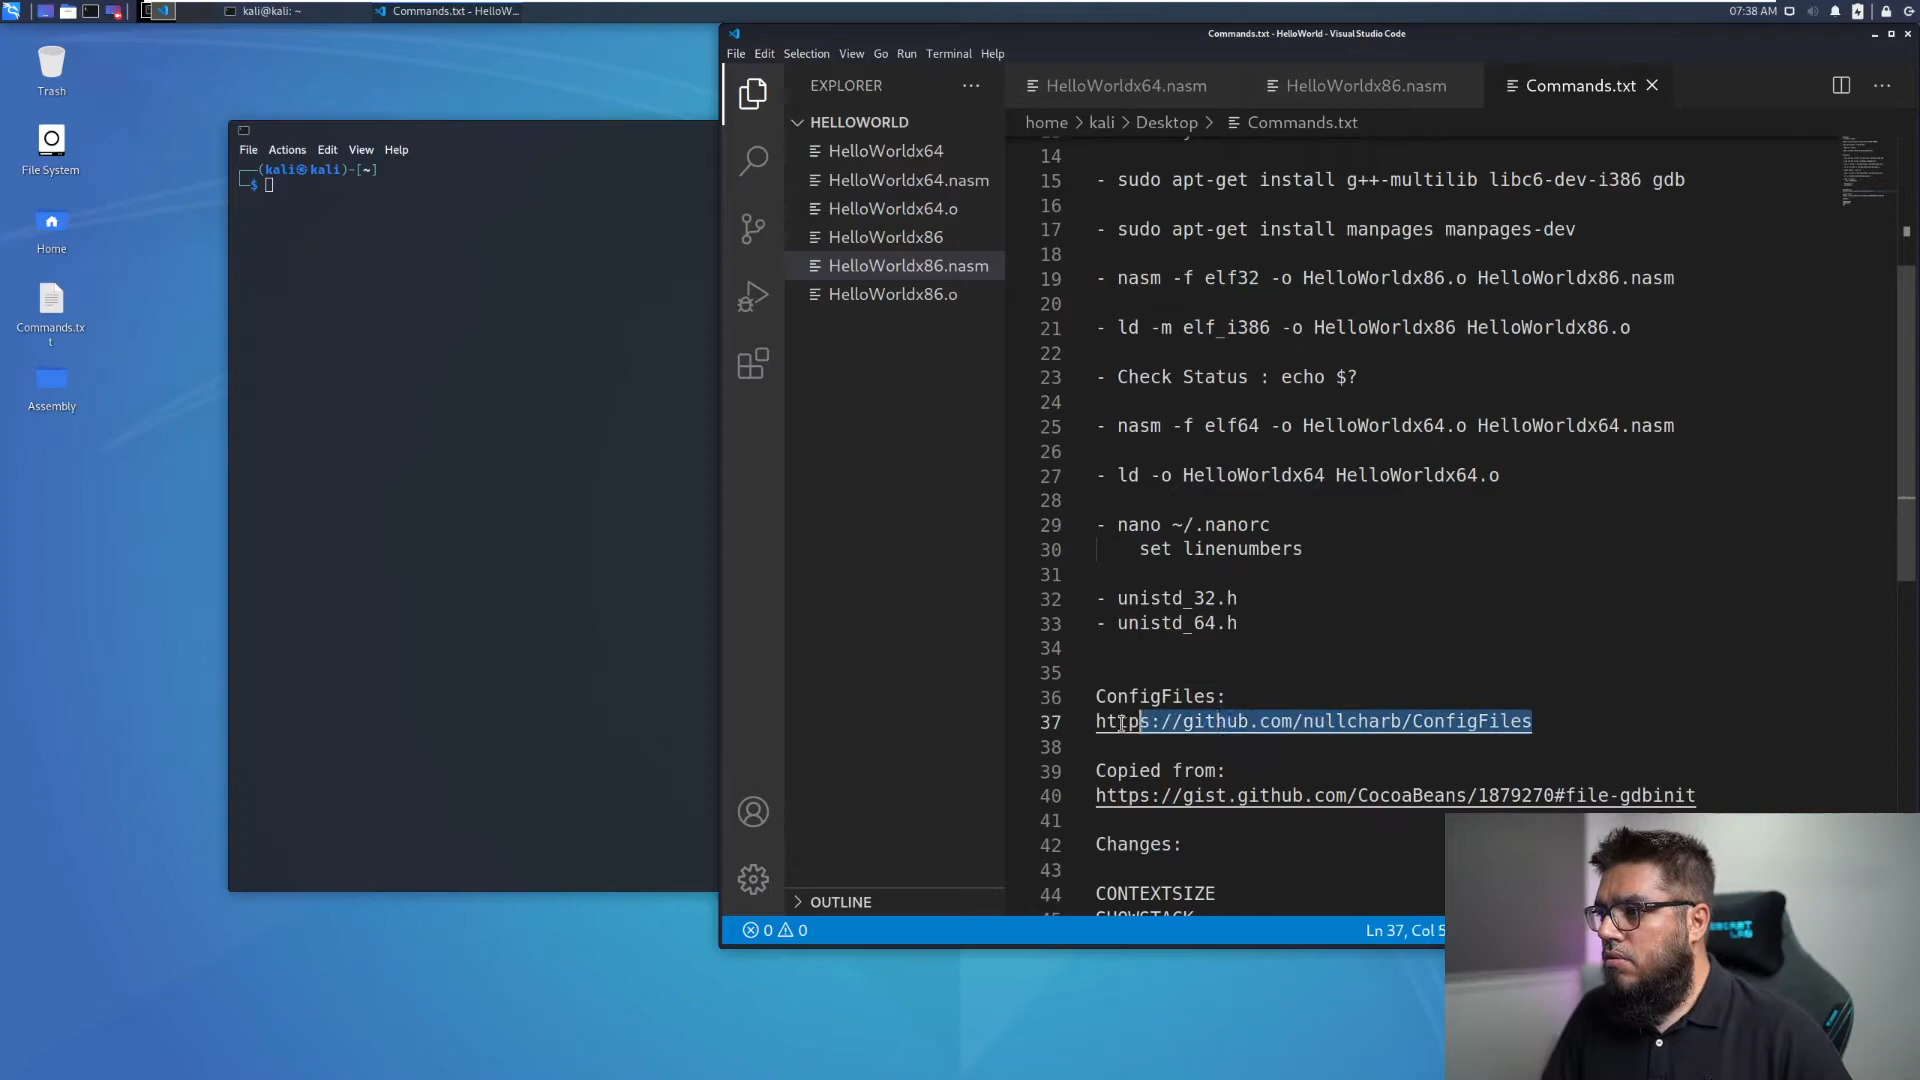 kali@kali: ~
Commands.txt - HelloW...
07:38 AM
Commands.txt - HelloWorld - Visual Studio Code
File Edit Selection View Go Run Terminal Help
Trash
File System
Home
Commands.tx
t
Assembly
File Actions Edit View Help
(kali㉿kali)-[~]
$
EXPLORER
HELLOWORLD
HelloWorldx64
HelloWorldx64.nasm
HelloWorldx64.o
HelloWorldx86
HelloWorldx86.nasm
HelloWorldx86.o
OUTLINE
HelloWorldx64.nasm
HelloWorldx86.nasm
Commands.txt
home > kali > Desktop > Commands.txt
14
15 - sudo apt-get install g++-multilib libc6-dev-i386 gdb
16
17 - sudo apt-get install manpages manpages-dev
18
19 - nasm -f elf32 -o HelloWorldx86.o HelloWorldx86.nasm
20
21 - ld -m elf_i386 -o HelloWorldx86 HelloWorldx86.o
22
23 - Check Status : echo $?
24
25 - nasm -f elf64 -o HelloWorldx64.o HelloWorldx64.nasm
26
27 - ld -o HelloWorldx64 HelloWorldx64.o
28
29 - nano ~/.nanorc
30 set linenumbers
31
32 - unistd_32.h
33 - unistd_64.h
34
35
36 ConfigFiles:
37 https://github.com/nullcharb/ConfigFiles
38
39 Copied from:
40 https://gist.github.com/CocoaBeans/1879270#file-gdbinit
41
42 Changes:
43
44 CONTEXTSIZE
45 SHOWSTACK
0 0
Ln 37, Col 5